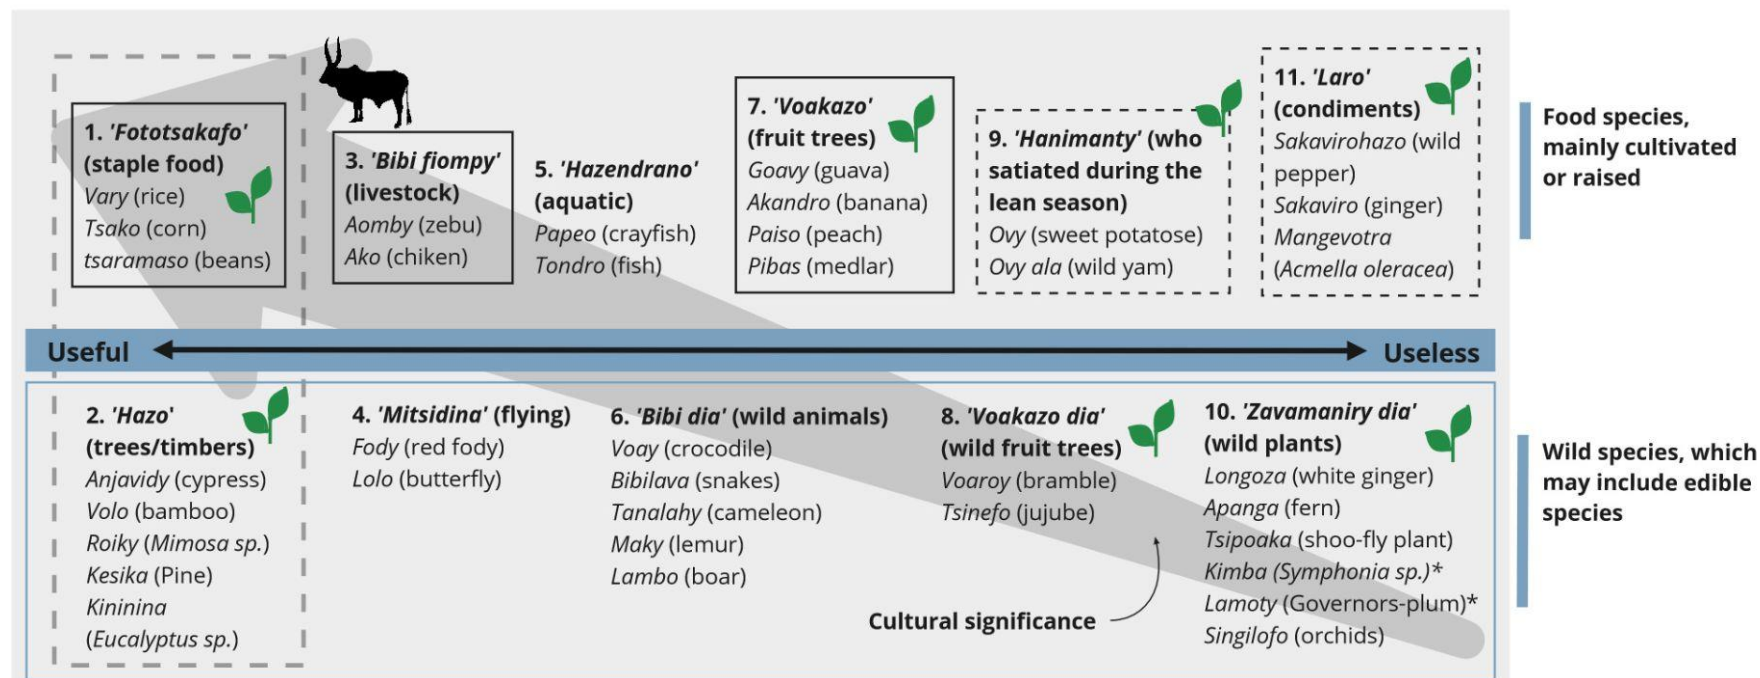 1. 'Fototsakafo'
(staple food)
Vary (rice)
Tsako (corn)
tsaramaso (beans)
3. 'Bibi fiompy'
(livestock)
Aomby (zebu)
Ako (chiken)
5. 'Hazendrano'
(aquatic)
Papeo (crayfish)
Tondro (fish)
7. 'Voakazo'
(fruit trees)
Goavy (guava)
Akandro (banana)
Paiso (peach)
Pibas (medlar)
9. 'Hanimanty' (who
satiated during the
lean season)
Ovy (sweet potatose)
Ovy ala (wild yam)
11. 'Laro'
(condiments)
Sakavirohazo (wild
pepper)
Sakaviro (ginger)
Mangevotra
(Acmella oleracea)
Food species,
mainly cultivated
or raised
Useful
Useless
2. 'Hazo'
(trees/timbers)
Anjavidy (cypress)
Volo (bamboo)
Roiky (Mimosa sp.)
Kesika (Pine)
Kininina
(Eucalyptus sp.)
4. 'Mitsidina' (flying)
Fody (red fody)
Lolo (butterfly)
6. 'Bibi dia' (wild animals)
Voay (crocodile)
Bibilava (snakes)
Tanalahy (cameleon)
Maky (lemur)
Lambo (boar)
8. 'Voakazo dia'
(wild fruit trees)
Voaroy (bramble)
Tsinefo (jujube)
Cultural significance
10. 'Zavamaniry dia'
(wild plants)
Longoza (white ginger)
Apanga (fern)
Tsipoaka (shoo-fly plant)
Kimba (Symphonia sp.)*
Lamoty (Governors-plum)*
Singilofo (orchids)
Wild species, which
may include edible
species